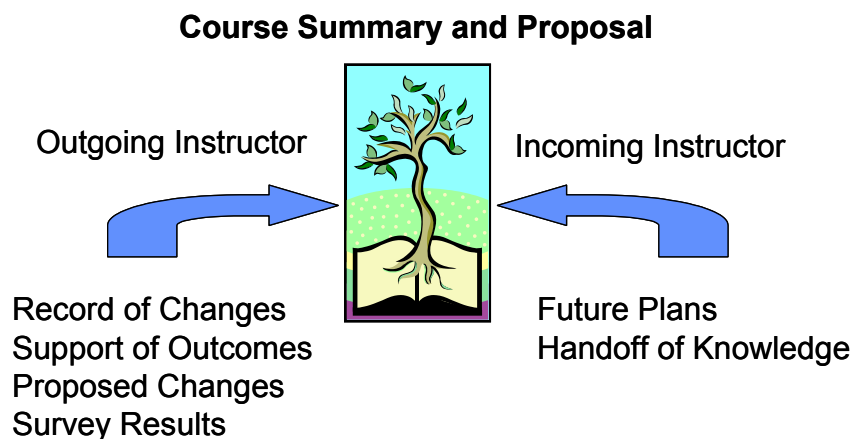 Course Summary and Proposal
Outgoing Instructor
Incoming Instructor
Record of Changes
Support of Outcomes
Proposed Changes
Survey Results
Future Plans
Handoff of Knowledge